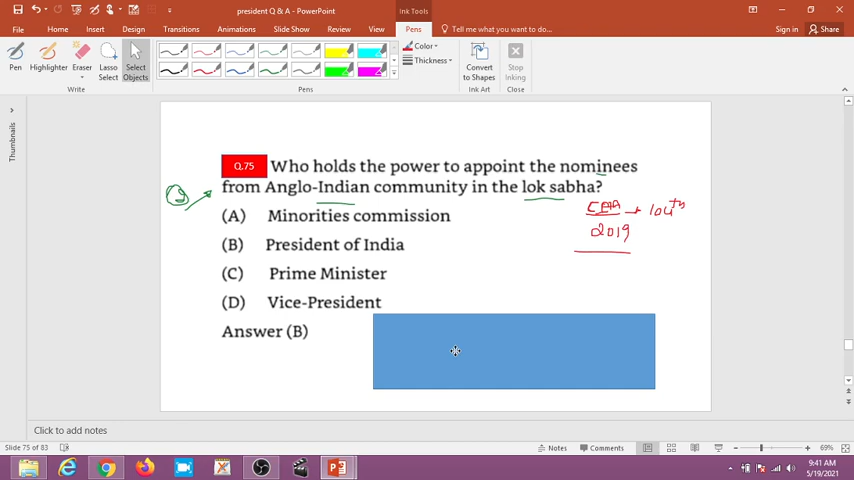 president Q & A - PowerPoint
Ink Tools
Sign in
Share
File Home Insert Design Transitions Animations Slide Show Review View Pens Tell me what you want to do...
Pen Highlighter Eraser Lasso Select Select Objects
Color
Thickness
Convert to Shapes
Stop Inking
Write Pens Ink Art Close
Thumbnails
Q.75 Who holds the power to appoint the nominees
from Anglo-Indian community in the lok sabha?
(A) Minorities commission
(B) President of India
(C) Prime Minister
(D) Vice-President
Answer (B)
2
CAA → 104th
2019
Click to add notes
Slide 75 of 83
Notes
Comments
69%
9:41 AM
5/19/2021